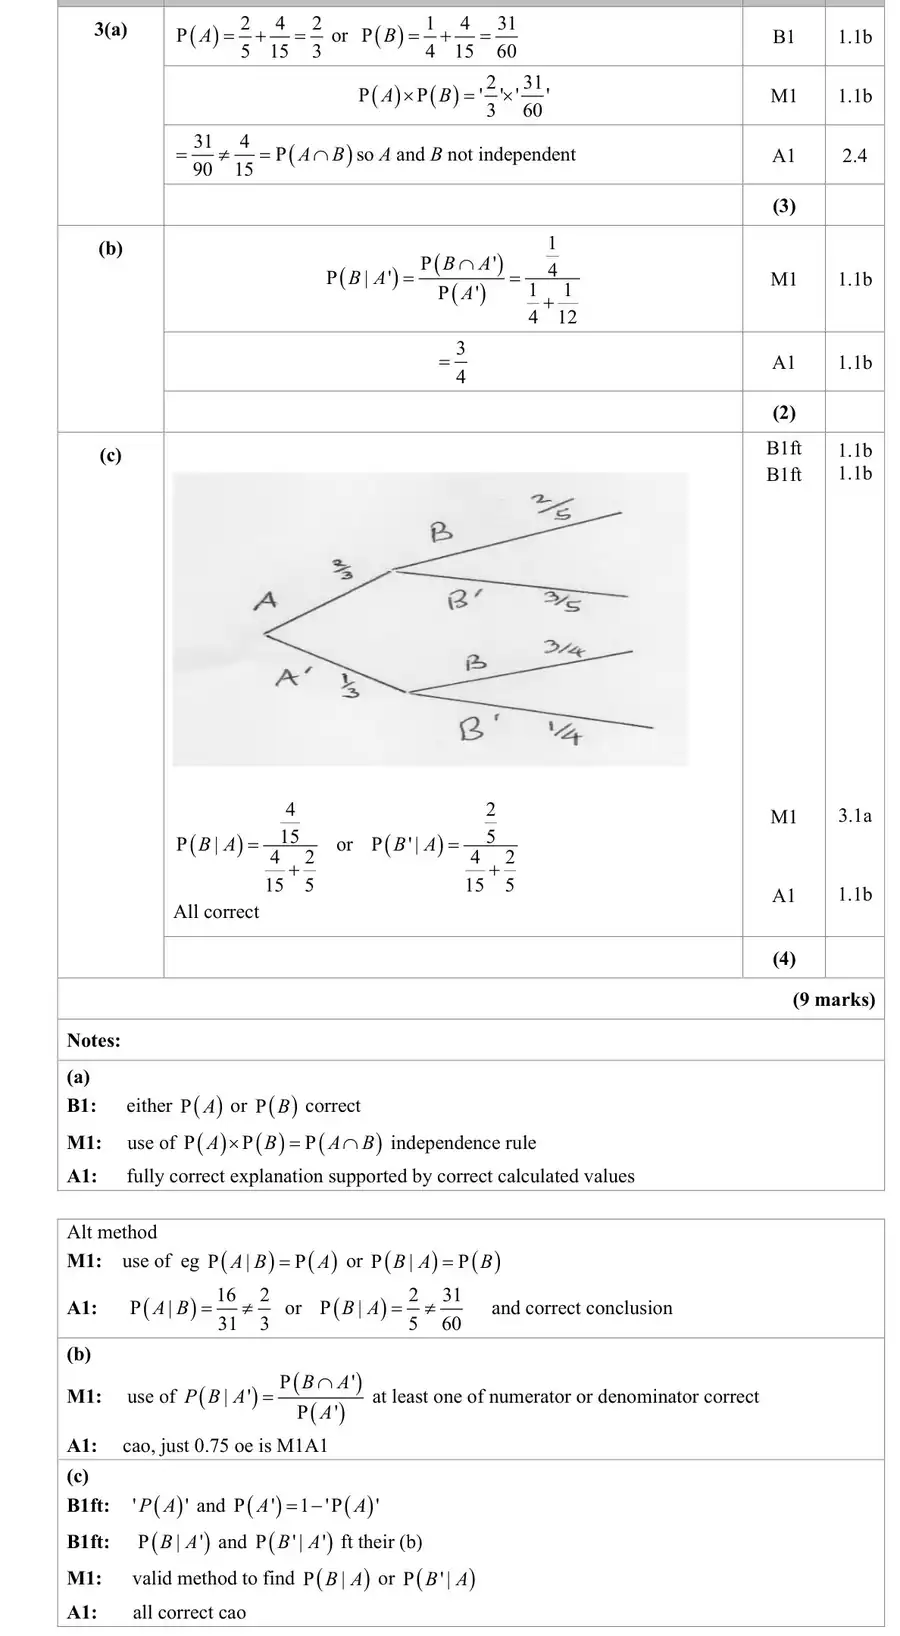 3(a) P(A) = 2/5 + 4/15 = 2/3 or P(B) = 1/4 + 4/15 = 31/60 B1 1.1b
P(A)×P(B) = '2/3'×'31/60' M1 1.1b
= 31/90 ≠ 4/15 = P(A∩B) so A and B not independent A1 2.4
(3)
(b) P(B|A') = P(B∩A')/P(A') = (1/4)/(1/4 + 1/12) M1 1.1b
= 3/4 A1 1.1b
(2)
(c) B1ft 1.1b
B1ft 1.1b
B 2/5
A 2/3
B' 3/5
B 3/4
A' 1/3
B' 1/4
P(B|A) = (4/15)/(4/15 + 2/5) or P(B'|A) = (2/5)/(4/15 + 2/5) M1 3.1a
All correct A1 1.1b
(4)
(9 marks)
Notes:
(a)
B1: either P(A) or P(B) correct
M1: use of P(A)×P(B) = P(A∩B) independence rule
A1: fully correct explanation supported by correct calculated values
Alt method
M1: use of eg P(A|B) = P(A) or P(B|A) = P(B)
A1: P(A|B) = 16/31 ≠ 2/3 or P(B|A) = 2/5 ≠ 31/60 and correct conclusion
(b)
M1: use of P(B|A') = P(B∩A')/P(A') at least one of numerator or denominator correct
A1: cao, just 0.75 oe is M1A1
(c)
B1ft: 'P(A)' and P(A') = 1−'P(A)'
B1ft: P(B|A') and P(B'|A') ft their (b)
M1: valid method to find P(B|A) or P(B'|A)
A1: all correct cao